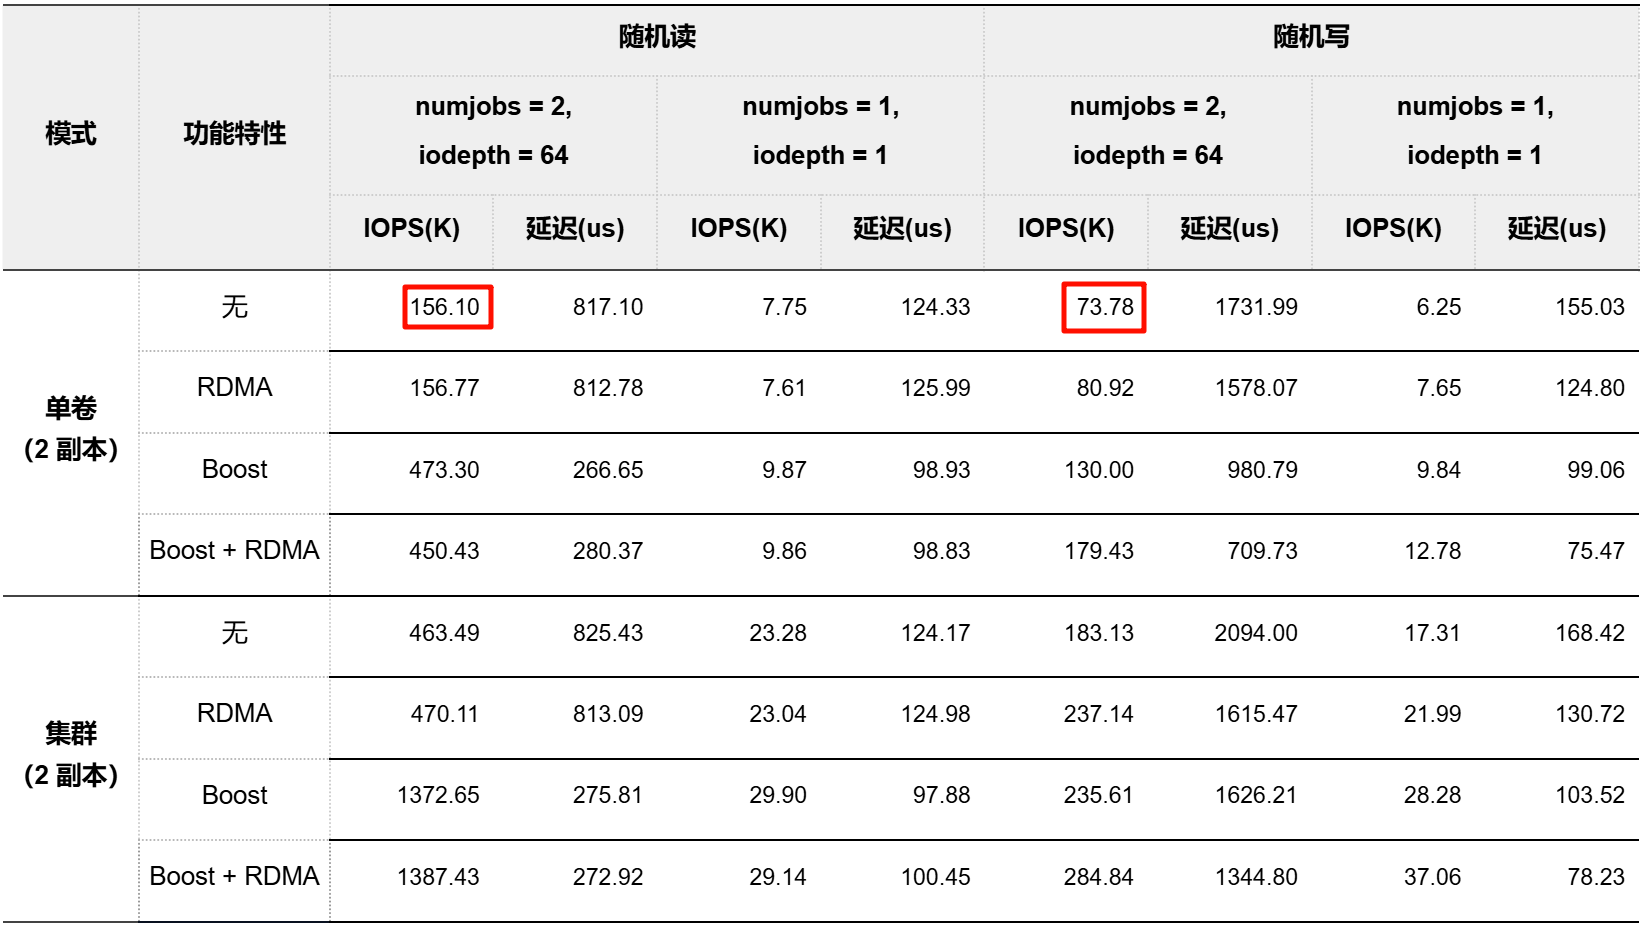 模式 功能特性 随机读 随机写
numjobs = 2, numjobs = 1, numjobs = 2, numjobs = 1,
iodepth = 64 iodepth = 1 iodepth = 64 iodepth = 1
IOPS(K) 延迟(us) IOPS(K) 延迟(us) IOPS(K) 延迟(us) IOPS(K) 延迟(us)
单卷
（2 副本）
无 156.10 817.10 7.75 124.33 73.78 1731.99 6.25 155.03
RDMA 156.77 812.78 7.61 125.99 80.92 1578.07 7.65 124.80
Boost 473.30 266.65 9.87 98.93 130.00 980.79 9.84 99.06
Boost + RDMA 450.43 280.37 9.86 98.83 179.43 709.73 12.78 75.47
集群
（2 副本）
无 463.49 825.43 23.28 124.17 183.13 2094.00 17.31 168.42
RDMA 470.11 813.09 23.04 124.98 237.14 1615.47 21.99 130.72
Boost 1372.65 275.81 29.90 97.88 235.61 1626.21 28.28 103.52
Boost + RDMA 1387.43 272.92 29.14 100.45 284.84 1344.80 37.06 78.23